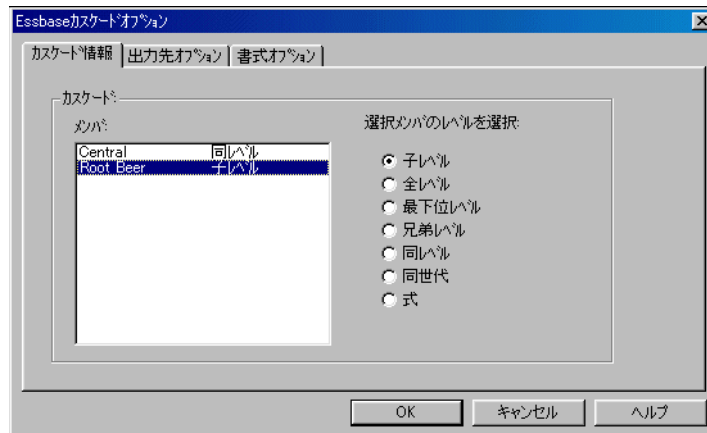 Essbaseｶｽｹｰﾄﾞｵﾌﾟｼｮﾝ
ｶｽｹｰﾄﾞ情報 出力先ｵﾌﾟｼｮﾝ 書式ｵﾌﾟｼｮﾝ
ｶｽｹｰﾄﾞ:
ﾒﾝﾊﾞ:
選択ﾒﾝﾊﾞのﾚﾍﾞﾙを選択:
Central 同ﾚﾍﾞﾙ
Root Beer 子ﾚﾍﾞﾙ
子レベル
全レベル
最下位レベル
兄弟レベル
同レベル
同世代
式
OK キャンセル ヘルプ